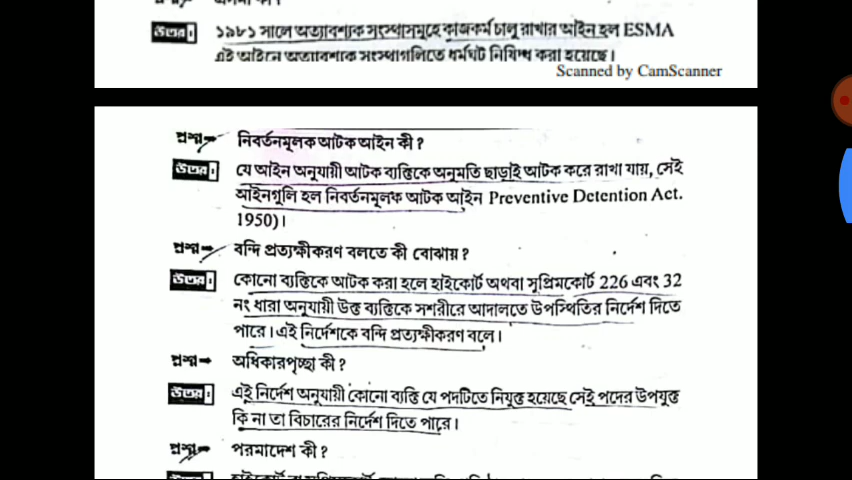 উত্তর : ১৯৮১ সালে অত্যাবশ্যক সংস্থাসমূহে কাজকর্ম চালু রাখার আইন হল ESMA
এই আইনে অত্যাবশ্যক সংস্থাগুলিতে ধর্মঘট নিষিদ্ধ করা হয়েছে।
Scanned by CamScanner
প্রশ্ন→ নিবর্তনমূলক আটক আইন কী ?
উত্তর : যে আইন অনুযায়ী আটক ব্যক্তিকে অনুমতি ছাড়াই আটক করে রাখা যায়, সেই
আইনগুলি হল নিবর্তনমূলক আটক আইন Preventive Detention Act.
1950)।
প্রশ্ন→ বন্দি প্রত্যক্ষীকরণ বলতে কী বোঝায় ?
উত্তর : কোনো ব্যক্তিকে আটক করা হলে হাইকোর্ট অথবা সুপ্রিমকোর্ট 226 এবং 32
নং ধারা অনুযায়ী উক্ত ব্যক্তিকে সশরীরে আদালতে উপস্থিতির নির্দেশ দিতে
পারে। এই নির্দেশকে বন্দি প্রত্যক্ষীকরণ বলে।
প্রশ্ন→ অধিকারপৃচ্ছা কী ?
উত্তর : এই নির্দেশ অনুযায়ী কোনো ব্যক্তি যে পদটিতে নিযুক্ত হয়েছে সেই পদের উপযুক্ত
কি না তা বিচারের নির্দেশ দিতে পারে।
প্রশ্ন→ পরমাদেশ কী ?